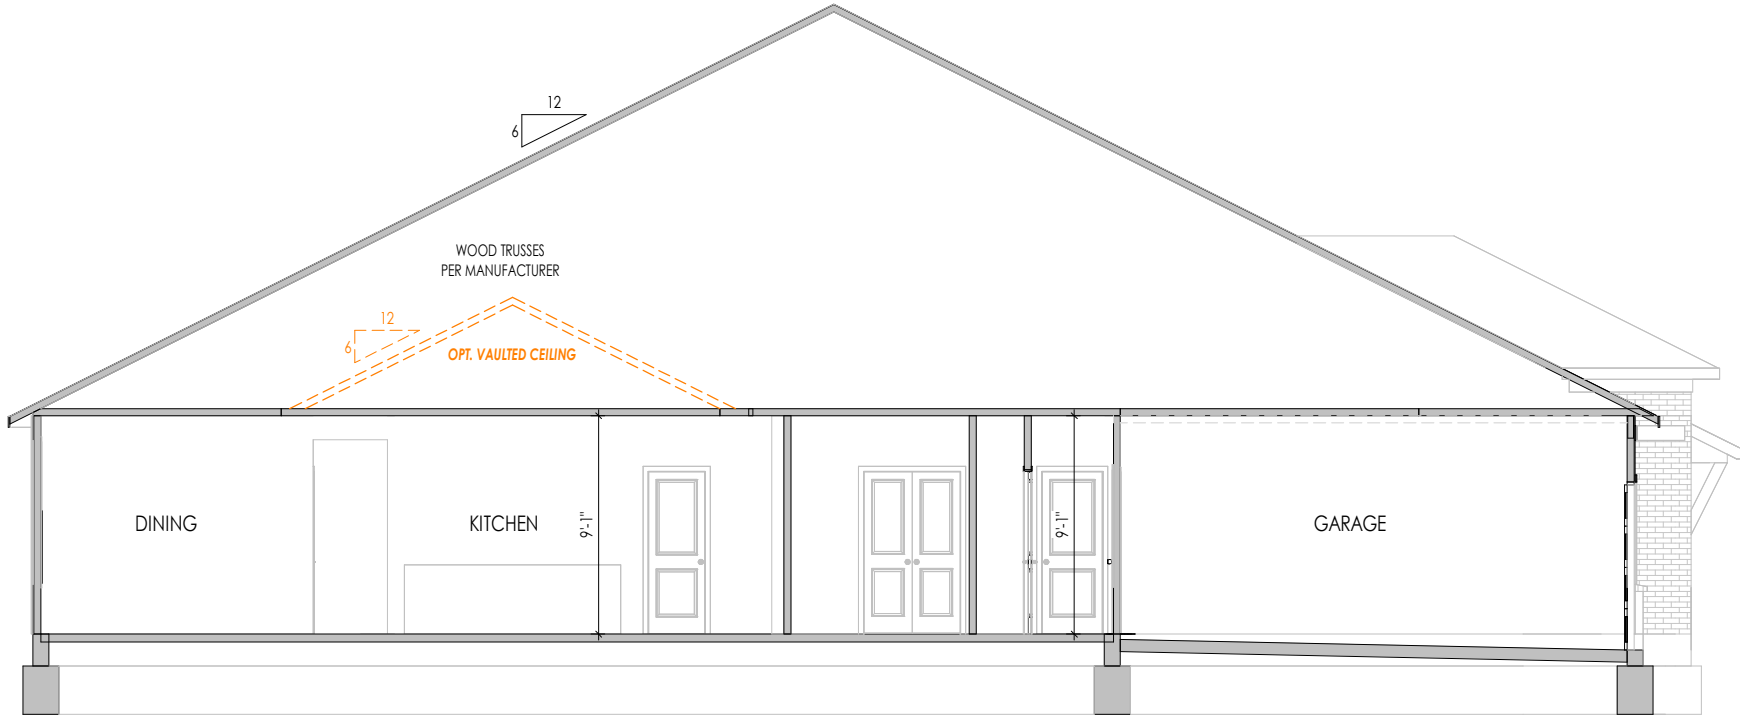 12
6
WOOD TRUSSES
PER MANUFACTURER
12
6
OPT. VAULTED CEILING
DINING
KITCHEN
9'-1"
9'-1"
GARAGE